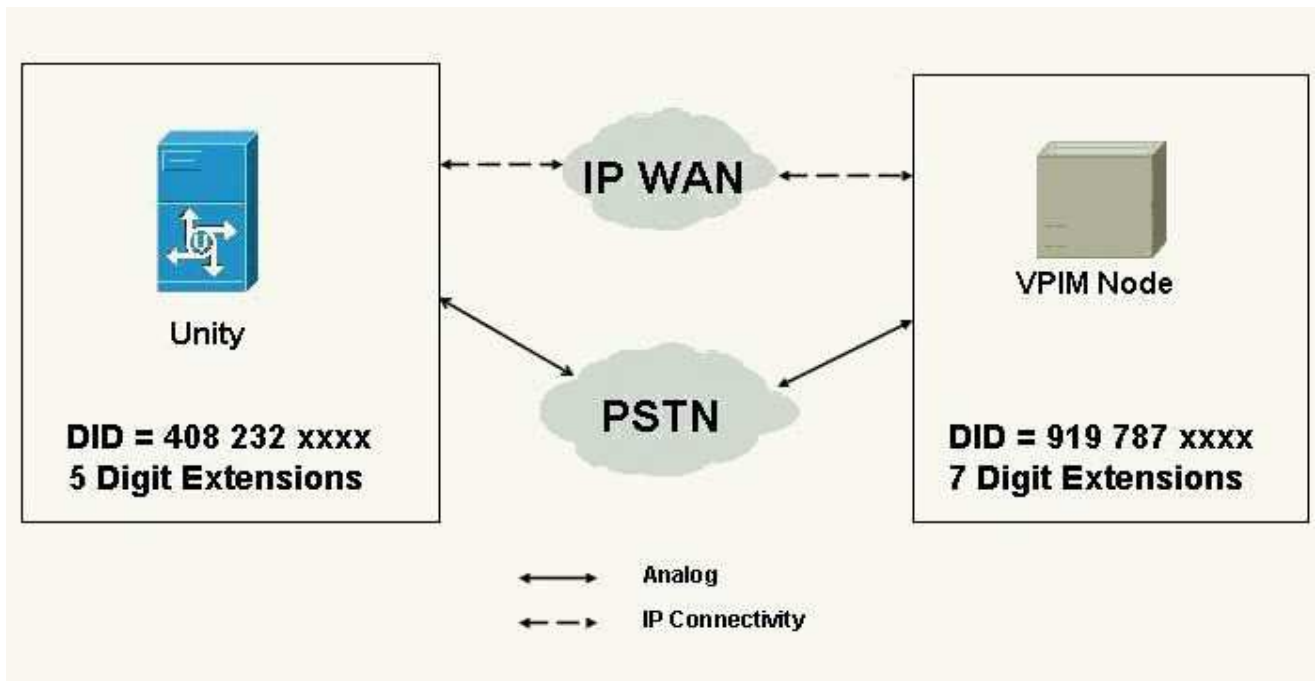 IP WAN
Unity
VPIM Node
PSTN
DID = 408 232 xxxx
5 Digit Extensions
DID = 919 787 xxxx
7 Digit Extensions
Analog
IP Connectivity
U